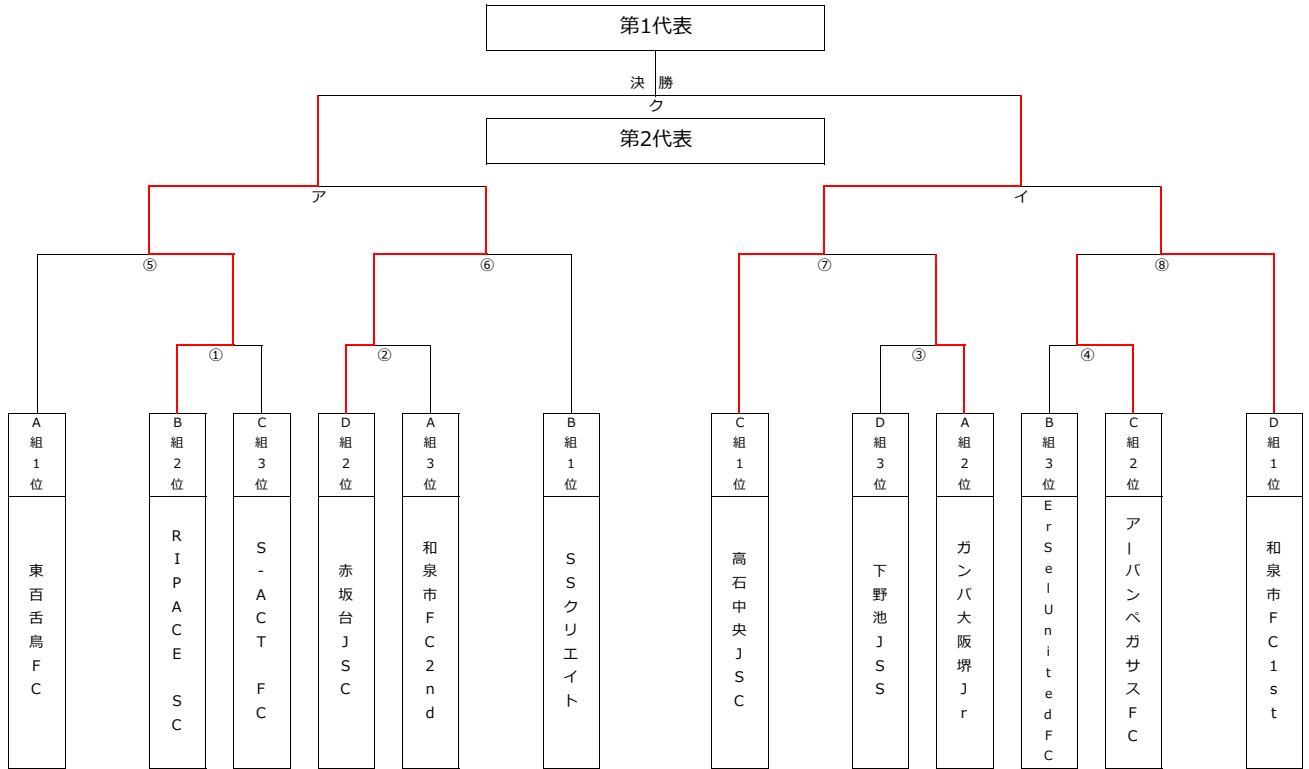 第1代表
決 勝
ク
第2代表
ア
イ
⑤
⑥
⑦
⑧
①
②
③
④
A組1位
B組2位
C組3位
D組2位
A組3位
B組1位
C組1位
D組3位
A組2位
B組3位
C組2位
D組1位
東百舌鳥FC
RIPACE SC
S-ACT FC
赤坂台JSC
和泉市FC2nd
SSクリエイト
高石中央JSC
下野池JSS
ガンバ大阪堺Jr
ErSelUnitedFC
アーバンペガサスFC
和泉市FC1st